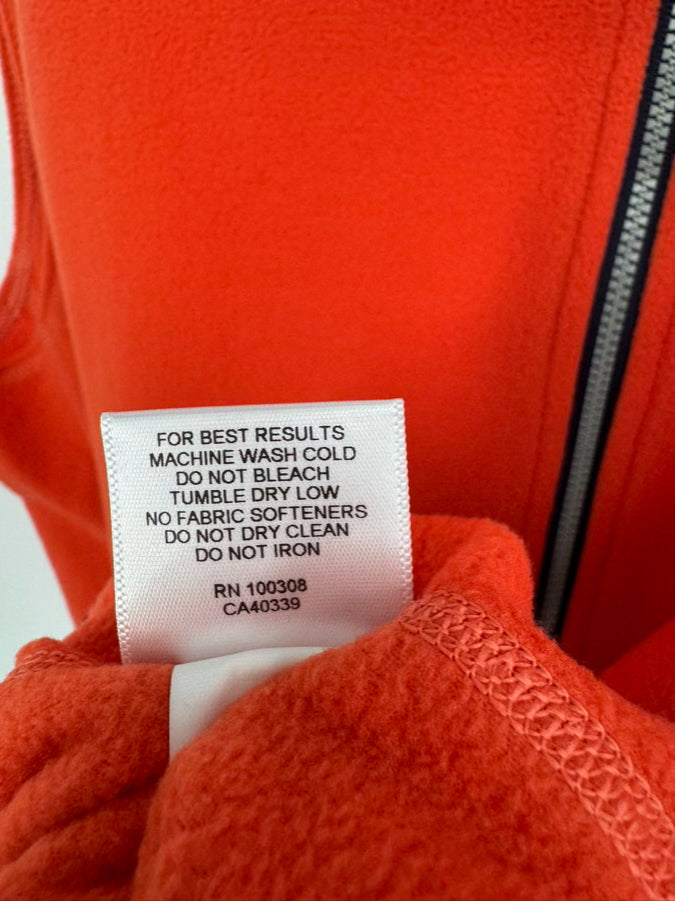 FOR BEST RESULTS
MACHINE WASH COLD
DO NOT BLEACH
TUMBLE DRY LOW
NO FABRIC SOFTENERS
DO NOT DRY CLEAN
DO NOT IRON
RN 100308
CA40339